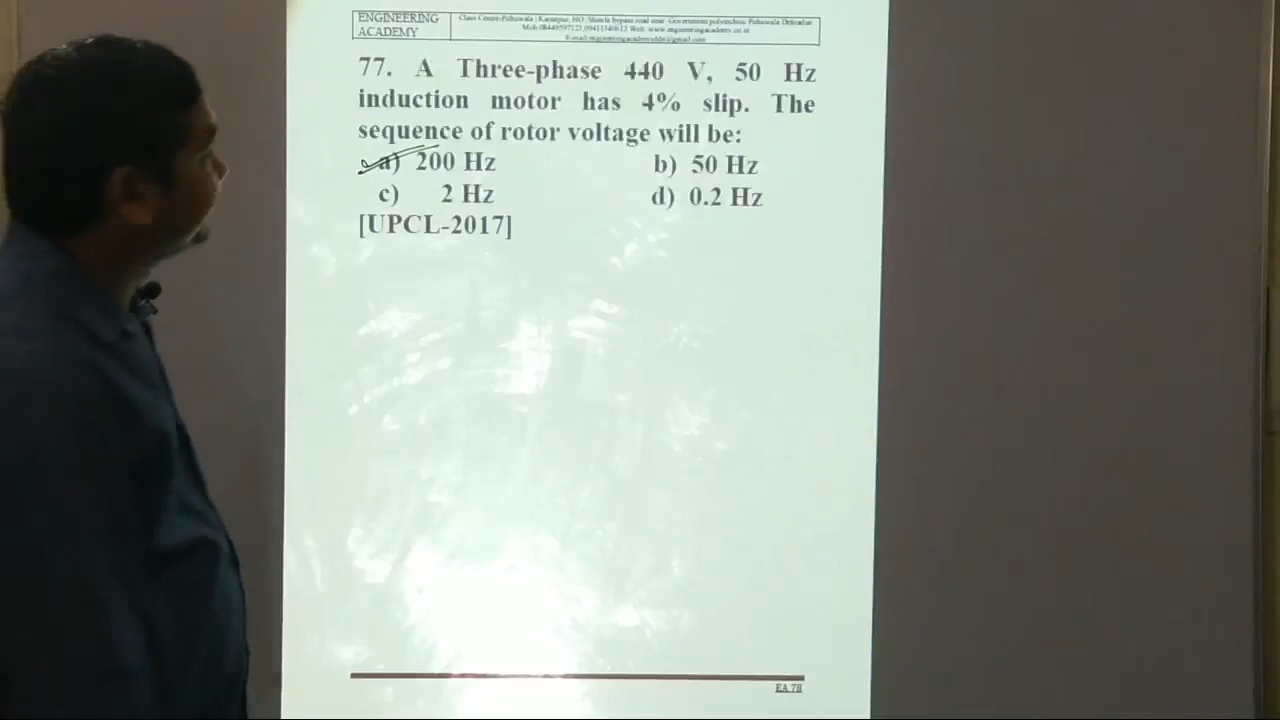 ENGINEERING
ACADEMY
77. A Three-phase 440 V, 50 Hz
induction motor has 4% slip. The
sequence of rotor voltage will be:
a) 200 Hz b) 50 Hz
c) 2 Hz d) 0.2 Hz
[UPCL-2017]
EA 78